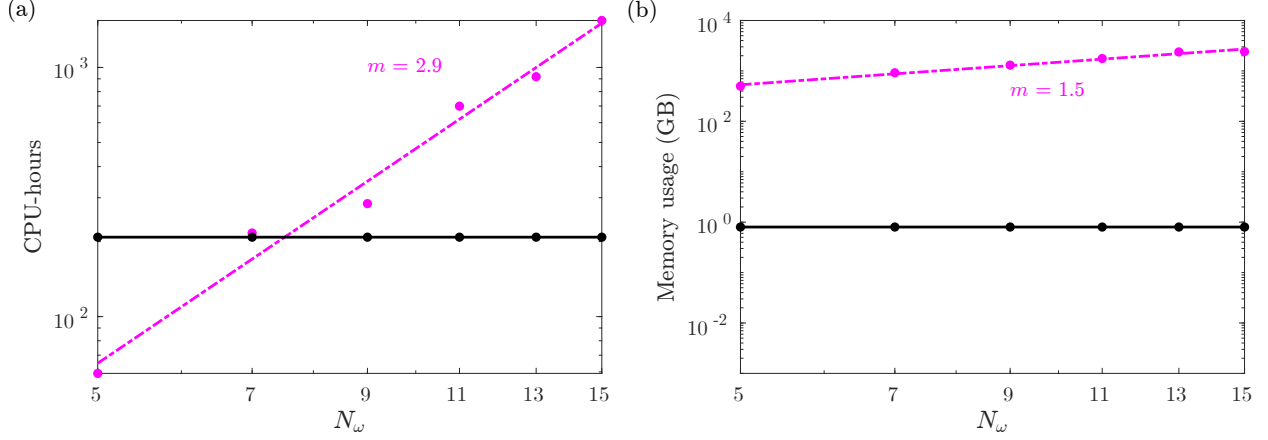 (a)
10^3
m = 2.9
CPU-hours
10^2
5 7 9 11 13 15
N_ω
(b)
10^4
m = 1.5
10^2
Memory usage (GB)
10^0
10^-2
5 7 9 11 13 15
N_ω